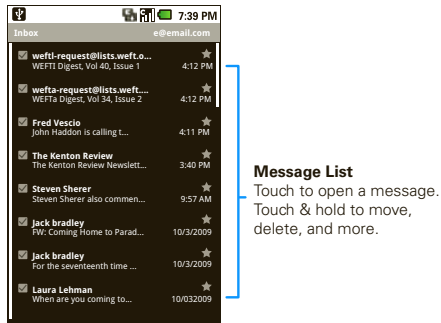 7:39 PM
Inbox e@email.com
weftl-request@lists.weft.o...
WEFTI Digest, Vol 40, Issue 1 4:12 PM
wefta-request@lists.weft....
WEFTa Digest, Vol 34, Issue 2 4:12 PM
Fred Vescio
John Haddon is calling t... 4:11 PM
The Kenton Review
The Kenton Review Newslett... 3:40 PM
Steven Sherer
Steven Sherer also commen... 9:57 AM
Jack bradley
FW: Coming Home to Parad... 10/3/2009
Jack bradley
For the seventeenth time ... 10/3/2009
Laura Lehman
When are you coming to... 10/032009
Message List
Touch to open a message.
Touch & hold to move,
delete, and more.